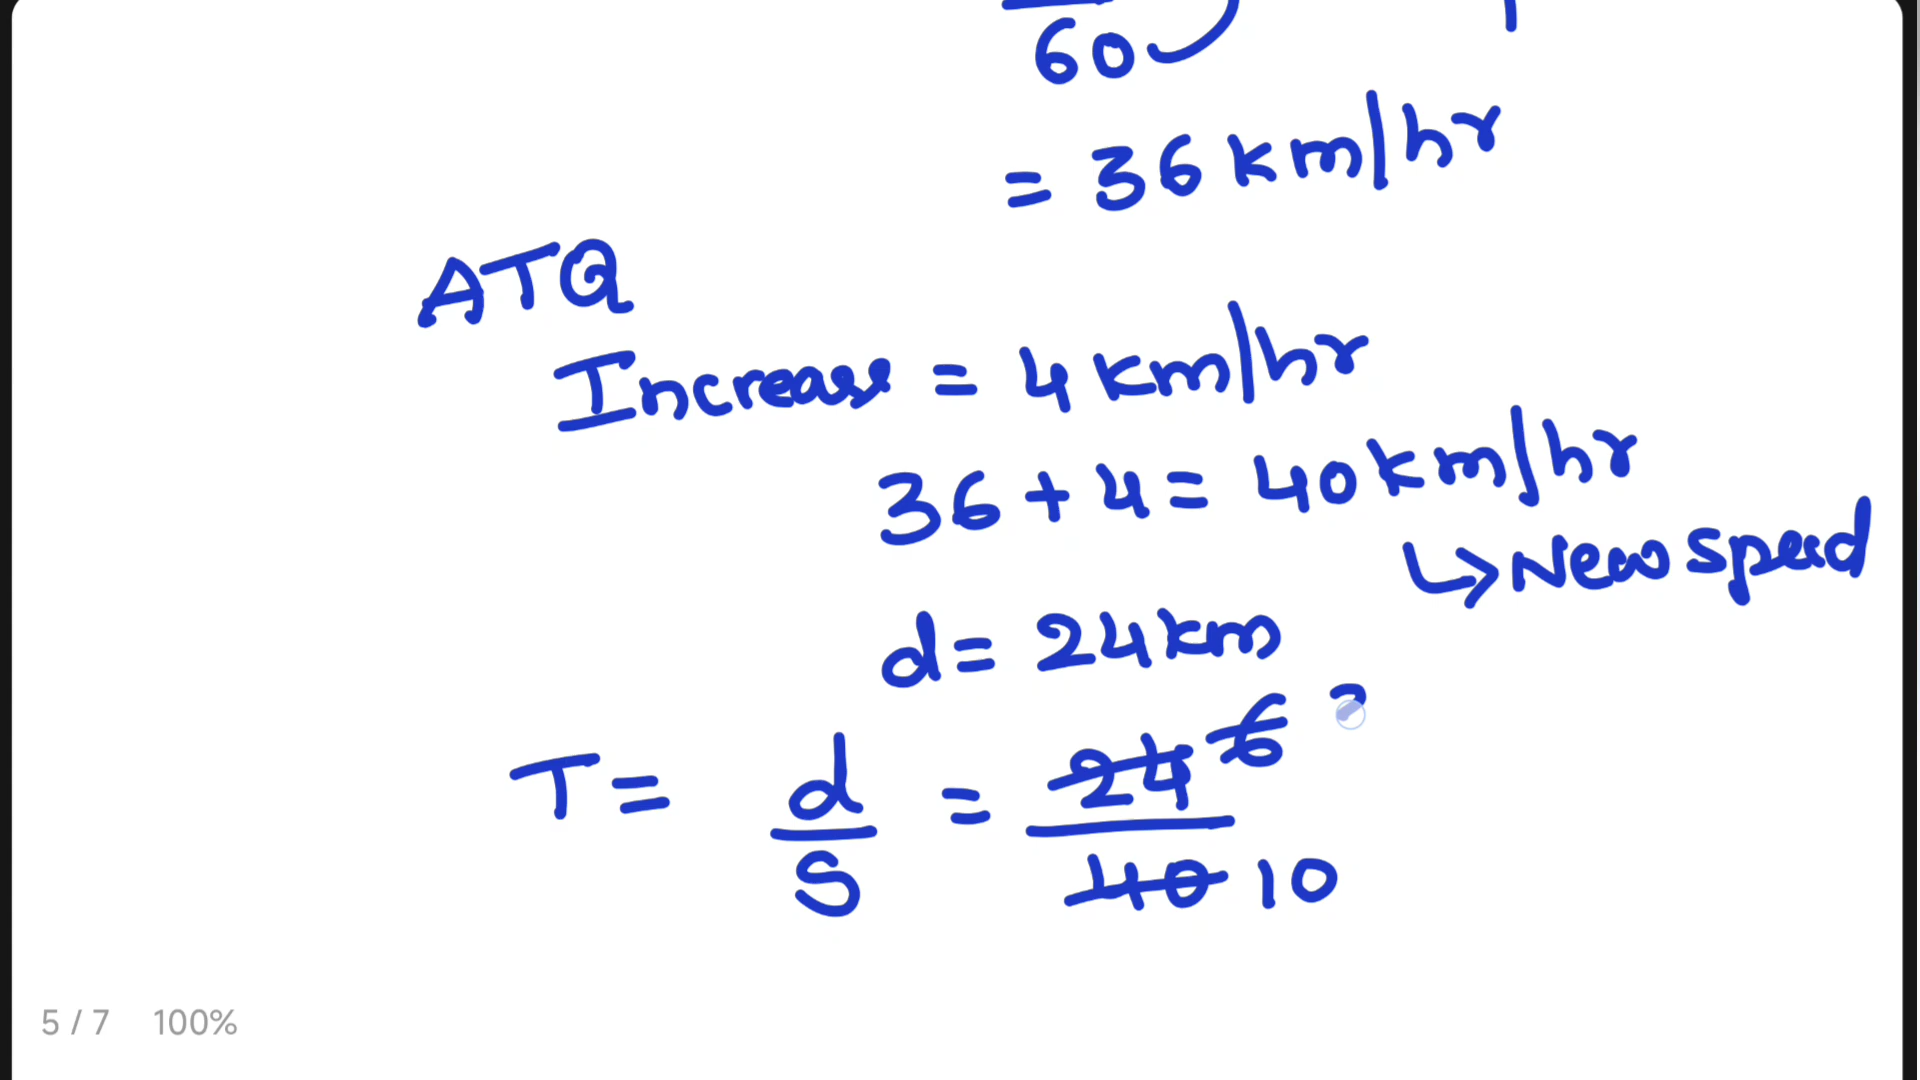 60
= 36 km/hr
ATQ
Increase = 4 km/hr
36 + 4 = 40 km/hr
↳ New speed
d = 24 km
T = d/S = 24 6 / 40 10
5 / 7 100%